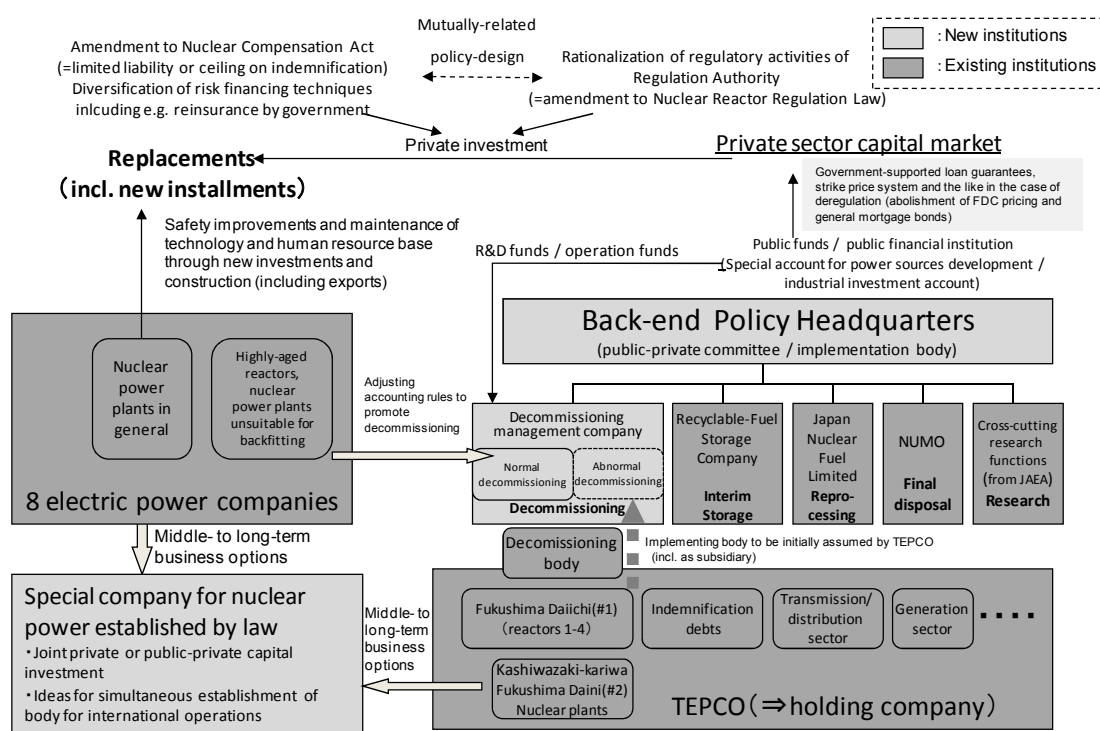 Mutually-related
policy-design
Amendment to Nuclear Compensation Act
(=limited liability or ceiling on indemnification)
Diversification of risk financing techniques
inlcuding e.g. reinsurance by government
Rationalization of regulatory activities of
Regulation Authority
(=amendment to Nuclear Reactor Regulation Law)
: New institutions
: Existing institutions
Private investment
Private sector capital market
Replacements
(incl. new installments)
Government-supported loan guarantees,
strike price system and the like in the case of
deregulation (abolishment of FDC pricing and
general mortgage bonds)
Safety improvements and maintenance of
technology and human resource base
through new investments and
construction (including exports)
R&D funds / operation funds
Public funds / public financial institution
(Special account for power sources development /
industrial investment account)
Back-end Policy Headquarters
(public-private committee / implementation body)
Nuclear
power
plants in
general
Highly-aged
reactors,
nuclear
power plants
unsuitable for
backfitting
8 electric power companies
Adjusting
accounting rules to
promote
decommissioning
Decommissioning
management company
Normal
decommissioning
Abnormal
decommissioning
Decommissioning
Recyclable-Fuel
Storage
Company
Interim
Storage
Japan
Nuclear
Fuel
Limited
Repro-
cessing
NUMO
Final
disposal
Cross-cutting
research
functions
(from JAEA)
Research
Middle- to long-term
business options
Decomissioning
body
Implementing body to be initially assumed by TEPCO
(incl. as subsidiary)
Special company for nuclear
power established by law
・Joint private or public-private capital
investment
・Ideas for simultaneous establishment of
body for international operations
Middle- to
long-term
business
options
Fukushima Daiichi(#1)
(reactors 1-4)
Indemnification
debts
Transmission/
distribution
sector
Generation
sector
・・・・
Kashiwazaki-kariwa
Fukushima Daini(#2)
Nuclear plants
TEPCO(⇒holding company)